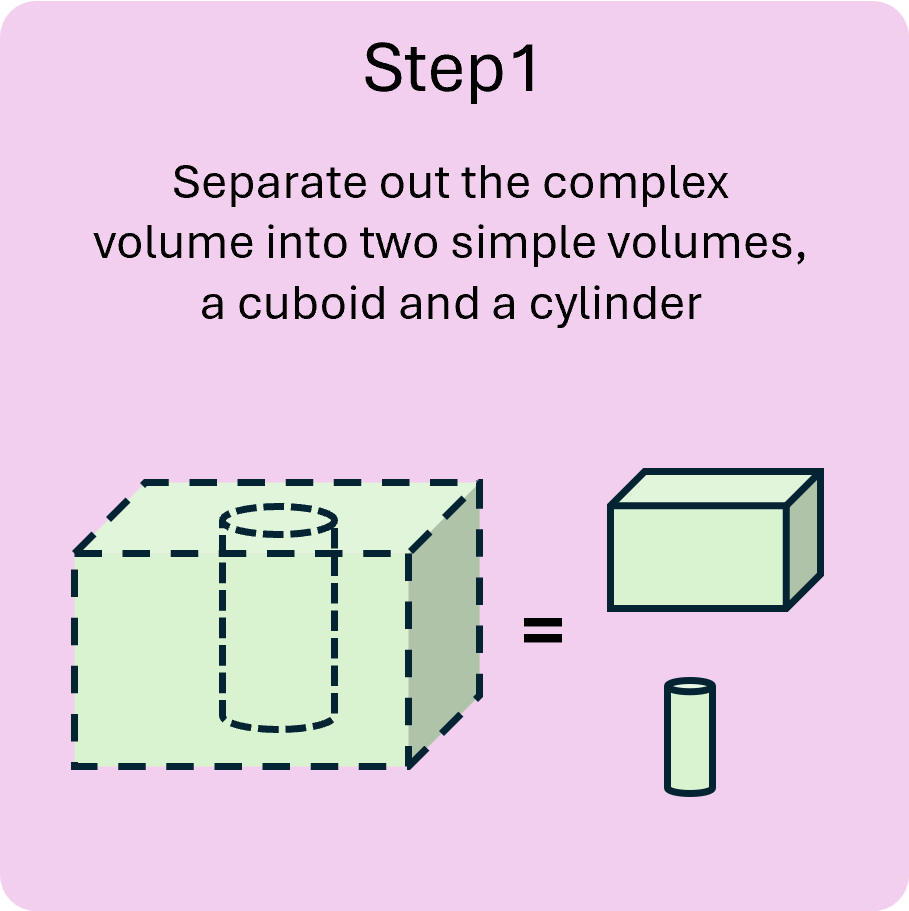 Step1
Separate out the complex
volume into two simple volumes,
a cuboid and a cylinder
=